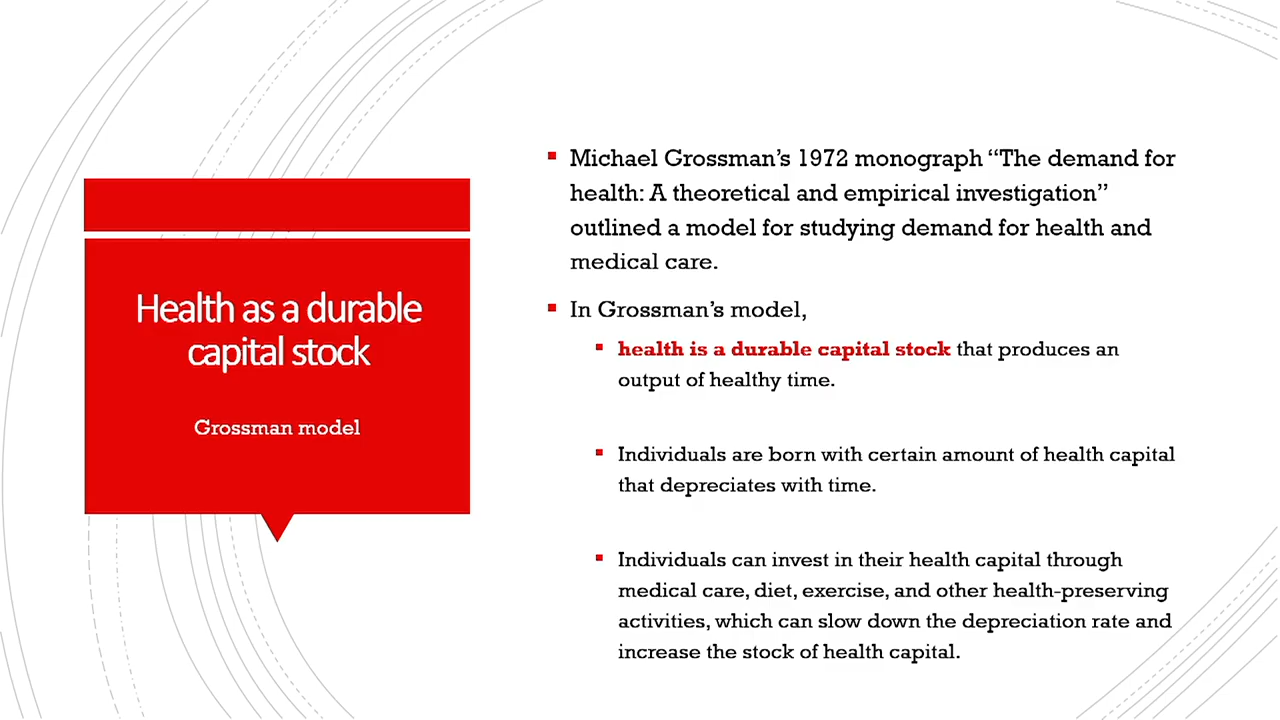 Health as a durable
capital stock
Grossman model
Michael Grossman’s 1972 monograph “The demand for
health: A theoretical and empirical investigation”
outlined a model for studying demand for health and
medical care.
In Grossman’s model,
health is a durable capital stock that produces an
output of healthy time.
Individuals are born with certain amount of health capital
that depreciates with time.
Individuals can invest in their health capital through
medical care, diet, exercise, and other health-preserving
activities, which can slow down the depreciation rate and
increase the stock of health capital.